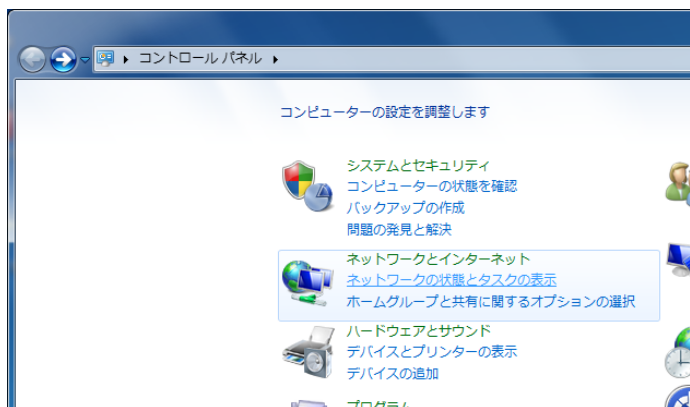 コントロール パネル
コンピューターの設定を調整します
システムとセキュリティ
コンピューターの状態を確認
バックアップの作成
問題の発見と解決
ネットワークとインターネット
ネットワークの状態とタスクの表示
ホームグループと共有に関するオプションの選択
ハードウェアとサウンド
デバイスとプリンターの表示
デバイスの追加
プログラム